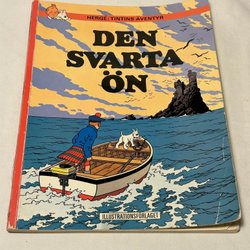 HERGÉ: TINTINS ÄVENTYR
DEN
SVARTA
ÖN
ILLUSTRATIONSFÖRLAGET